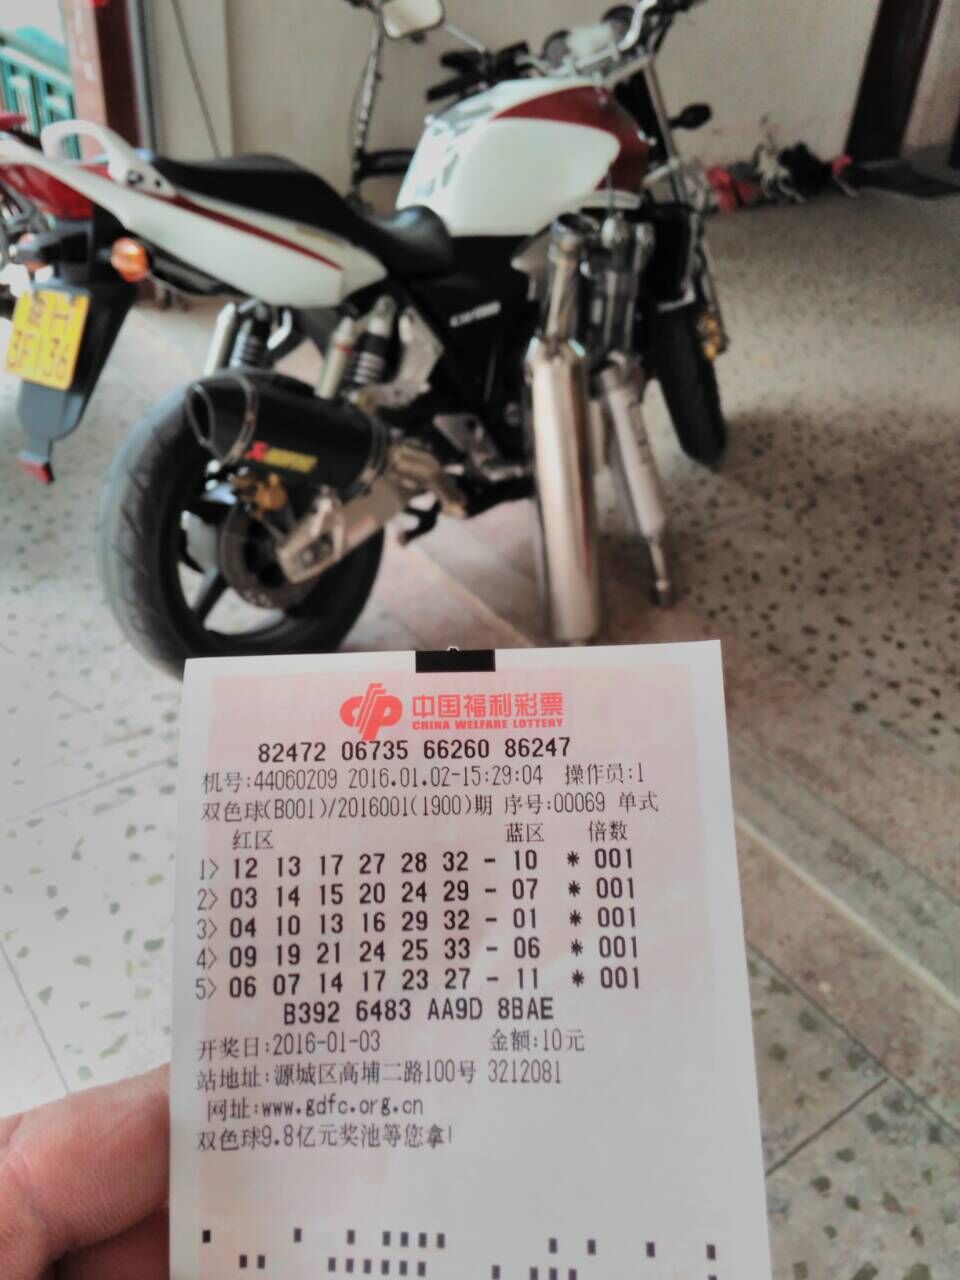 中国福利彩票
CHINA WELFARE LOTTERY
82472 06735 66260 86247
机号:44060209 2016.01.02-15:29:04 操作员:1
双色球(B001)/2016001(1900)期 序号:00069 单式
红区 蓝区 倍数
1> 12 13 17 27 28 32 - 10 * 001
2> 03 14 15 20 24 29 - 07 * 001
3> 04 10 13 16 29 32 - 01 * 001
4> 09 19 21 24 25 33 - 06 * 001
5> 06 07 14 17 23 27 - 11 * 001
B392 6483 AA9D 8BAE
开奖日:2016-01-03 金额:10元
站地址:源城区高埔二路100号 3212081
网址:www.gdfc.org.cn
双色球9.8亿元奖池等您拿!